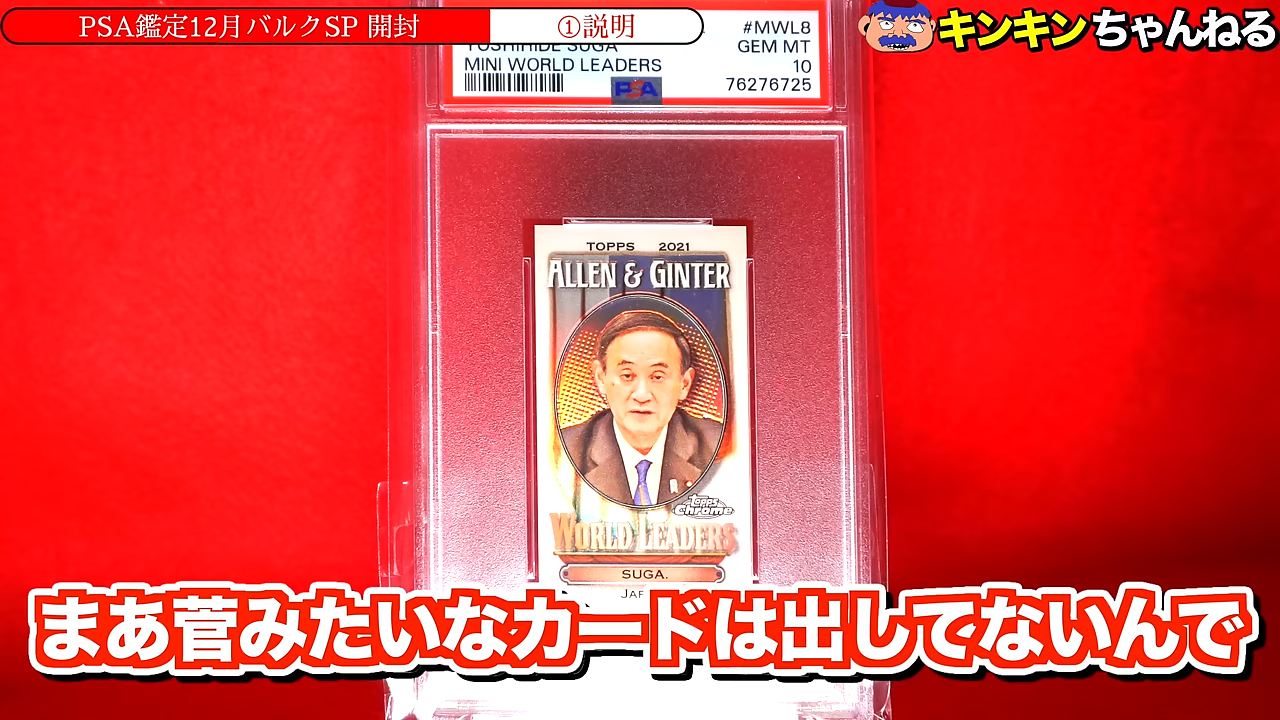 PSA鑑定12月バルクSP 開封
①説明
キンキンちゃんねる
#MWL8
YOSHIHIDE SUGA
GEM MT
MINI WORLD LEADERS
10
PSA
76276725
TOPPS 2021
ALLEN & GINTER
Topps
Chrome
WORLD LEADERS
SUGA.
まあ菅みたいなカードは出してないんで